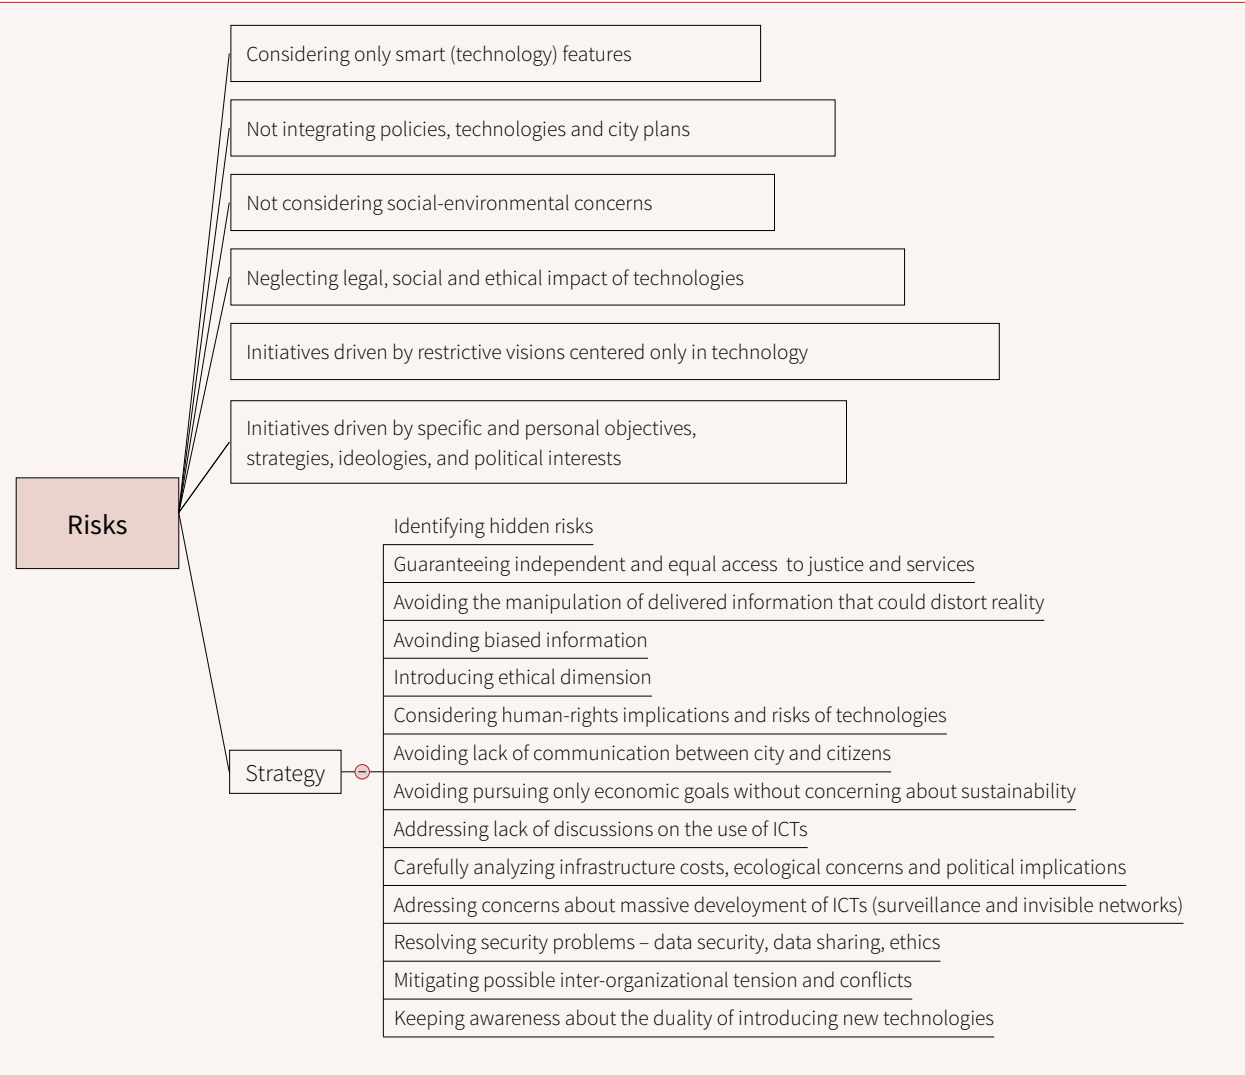 Considering only smart (technology) features
Not integrating policies, technologies and city plans
Not considering social-environmental concerns
Neglecting legal, social and ethical impact of technologies
Initiatives driven by restrictive visions centered only in technology
Initiatives driven by specific and personal objectives,
strategies, ideologies, and political interests
Risks
Identifying hidden risks
Guaranteeing independent and equal access  to justice and services
Avoiding the manipulation of delivered information that could distort reality
Avoinding biased information
Introducing ethical dimension
Considering human-rights implications and risks of technologies
Avoiding lack of communication between city and citizens
Strategy
Avoiding pursuing only economic goals without concerning about sustainability
Addressing lack of discussions on the use of ICTs
Carefully analyzing infrastructure costs, ecological concerns and political implications
Adressing concerns about massive develoyment of ICTs (surveillance and invisible networks)
Resolving security problems – data security, data sharing, ethics
Mitigating possible inter-organizational tension and conflicts
Keeping awareness about the duality of introducing new technologies